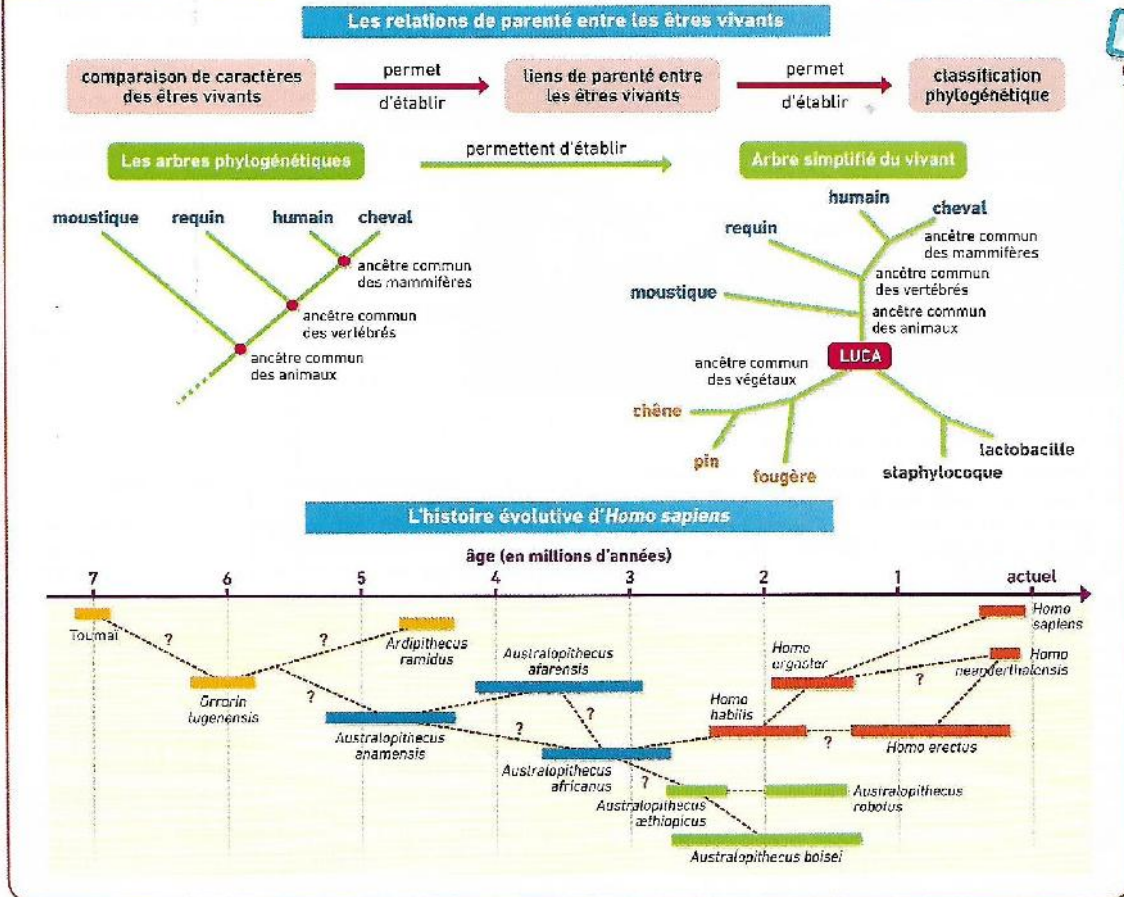 Les relations de parenté entre les êtres vivants
comparaison de caractères
des êtres vivants
permet
d'établir
liens de parenté entre
les êtres vivants
permet
d'établir
classification
phylogénétique
Les arbres phylogénétiques
permettent d'établir
Arbre simplifié du vivant
moustique
requin
humain
cheval
ancêtre commun
des mammifères
ancêtre commun
des vertébrés
ancêtre commun
des animaux
humain
cheval
requin
ancêtre commun
des mammifères
ancêtre commun
des vertébrés
moustique
ancêtre commun
des animaux
LUCA
ancêtre commun
des végétaux
chêne
pin
fougère
lactobacille
staphylocoque
L'histoire évolutive d'Homo sapiens
âge (en millions d'années)
7 6 5 4 3 2 1 actuel
Toumaï
?
?
Ardipithecus
ramidus
Orrorin
tugenensis
?
Australopithecus
anamensis
Australopithecus
afarensis
?
?
Australopithecus
africanus
?
Australopithecus
æthiopicus
Australopithecus
robotus
Australopithecus boisei
Homo
habilis
Homo
ergaster
?
?
Homo erectus
Homo
sapiens
Homo
neanderthalensis